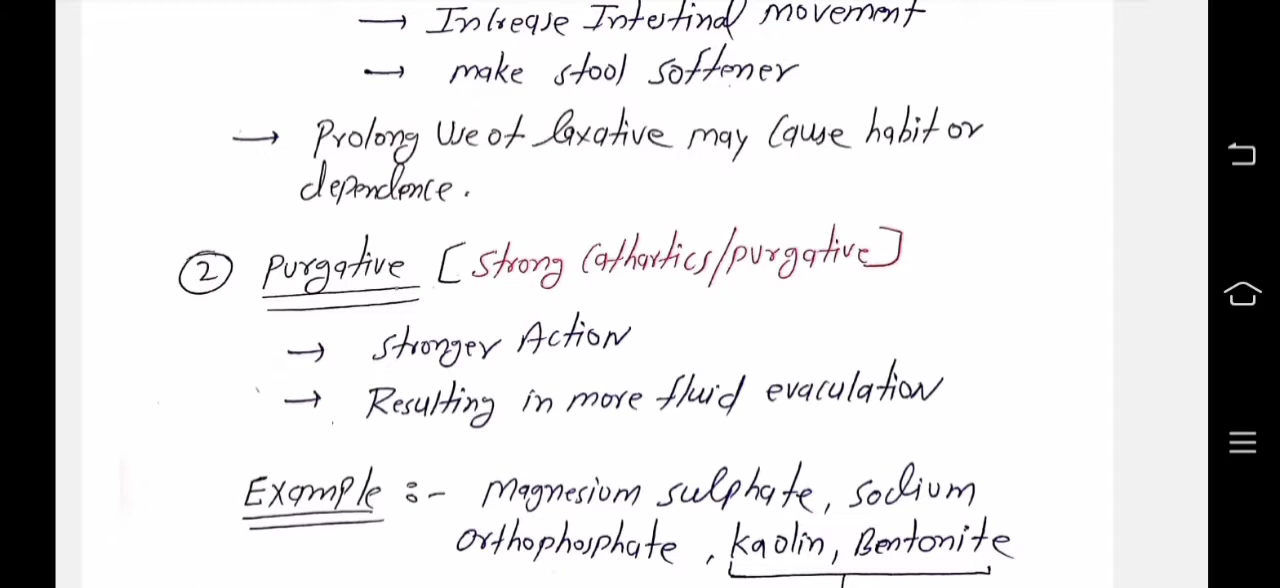 → Increase Intestinal movement
→ make stool softener
→ Prolong Use of laxative may Cause habit or
dependence.
② Purgative [Strong Cathartics/purgative]
→ Stronger Action
→ Resulting in more fluid evaculation
Example :- Magnesium sulphate, Sodium
Orthophosphate, Kaolin, Bentonite